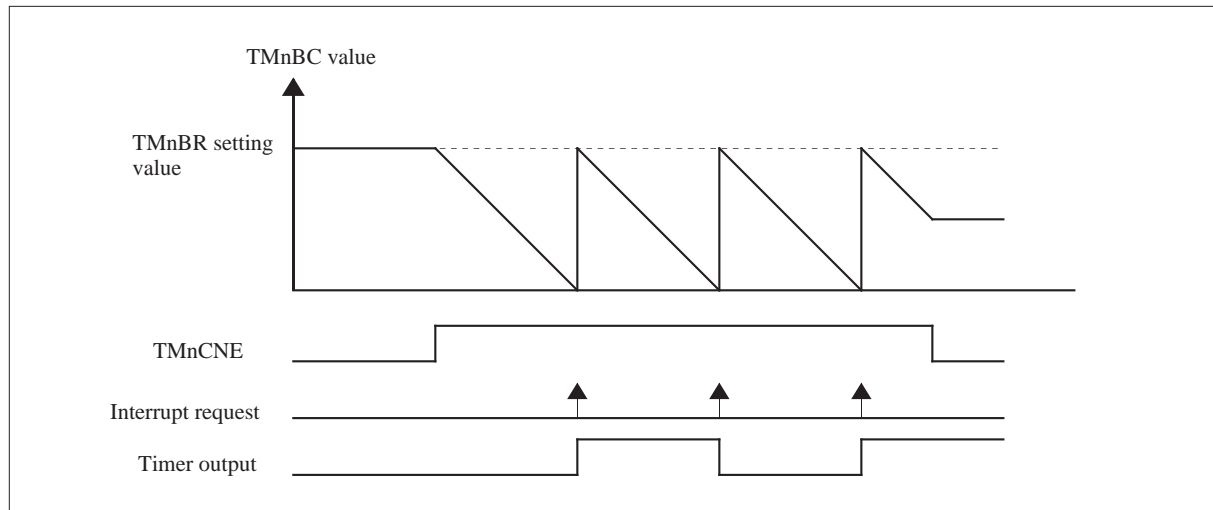 TMnBC value
TMnBR setting
value
TMnCNE
Interrupt request
Timer output